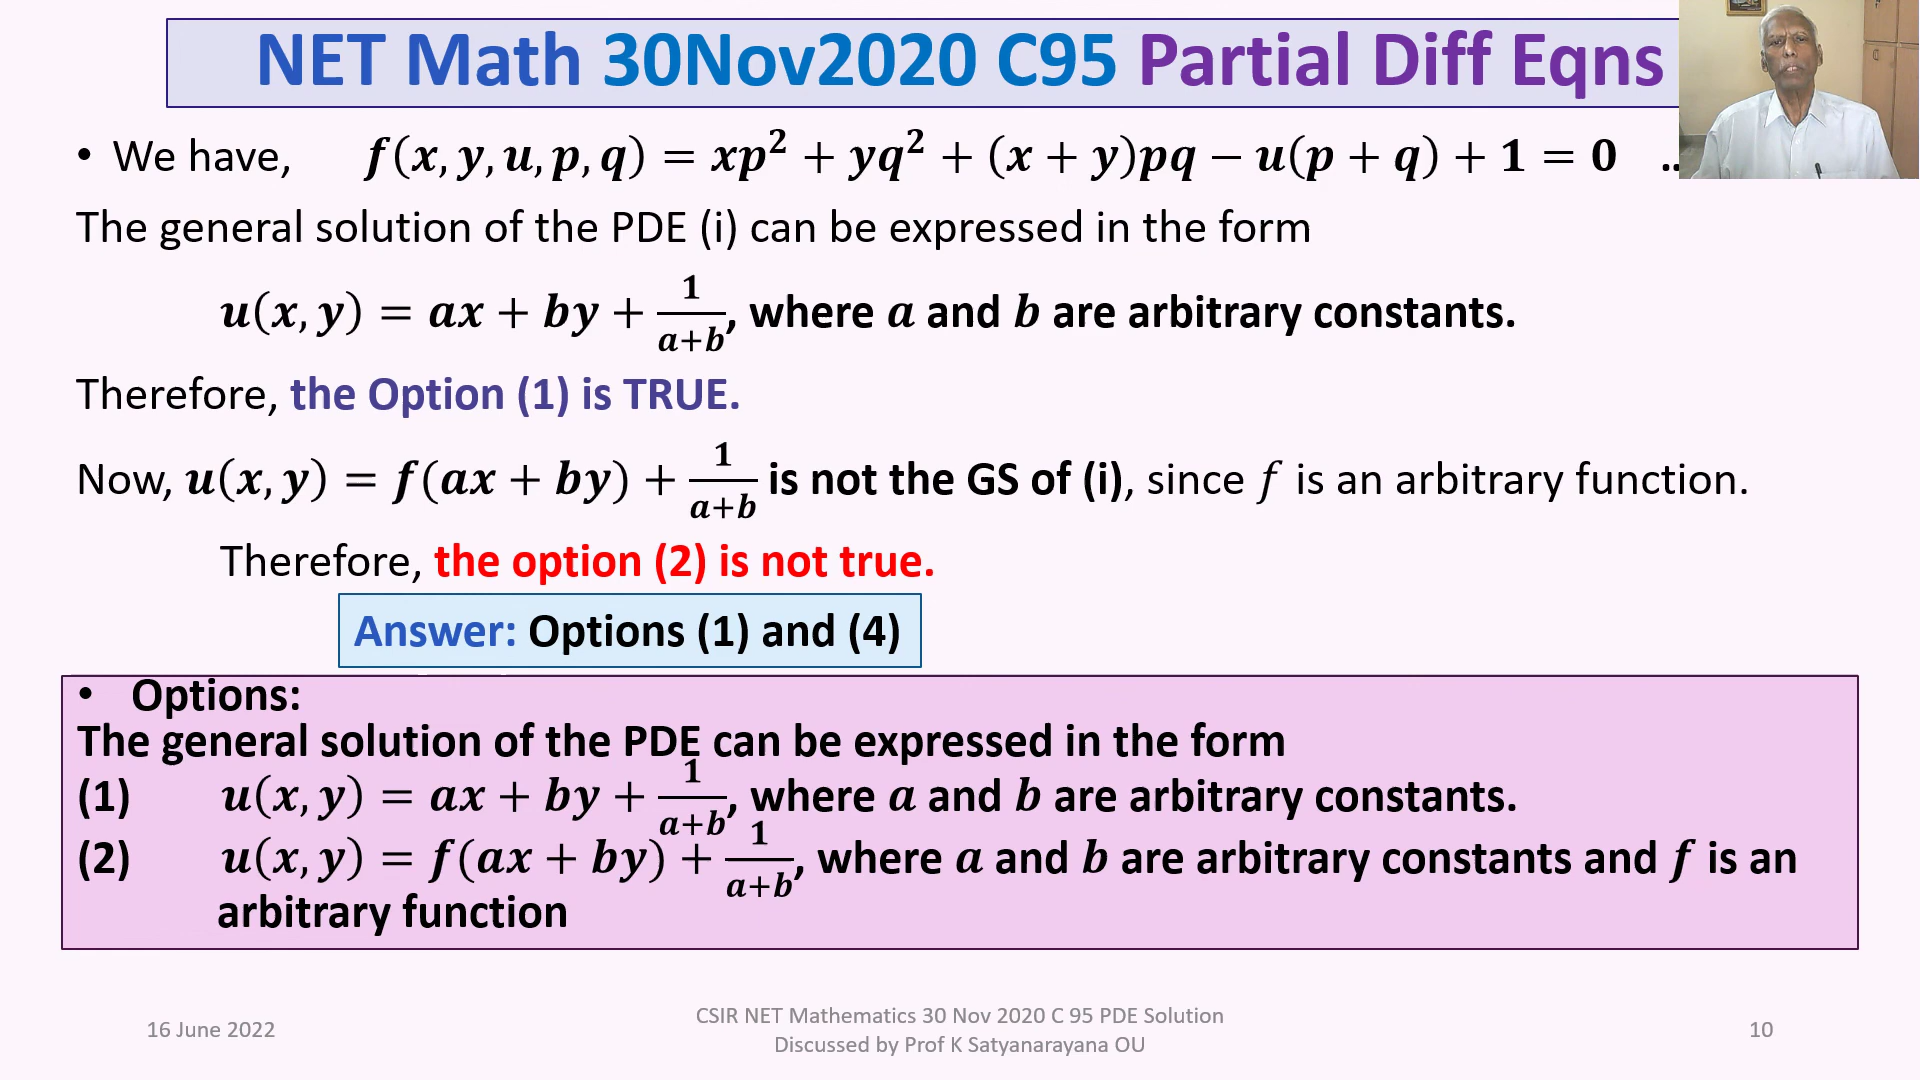 NET Math 30Nov2020 C95 Partial Diff Eqns
• We have, f(x, y, u, p, q) = xp² + yq² + (x + y)pq − u(p + q) + 1 = 0 ..
The general solution of the PDE (i) can be expressed in the form
u(x, y) = ax + by + 1/(a+b), where a and b are arbitrary constants.
Therefore, the Option (1) is TRUE.
Now, u(x, y) = f(ax + by) + 1/(a+b) is not the GS of (i), since f is an arbitrary function.
Therefore, the option (2) is not true.
Answer: Options (1) and (4)
• Options:
The general solution of the PDE can be expressed in the form
(1) u(x, y) = ax + by + 1/(a+b), where a and b are arbitrary constants.
(2) u(x, y) = f(ax + by) + 1/(a+b), where a and b are arbitrary constants and f is an
arbitrary function
16 June 2022
CSIR NET Mathematics 30 Nov 2020 C 95 PDE Solution
Discussed by Prof K Satyanarayana OU
10